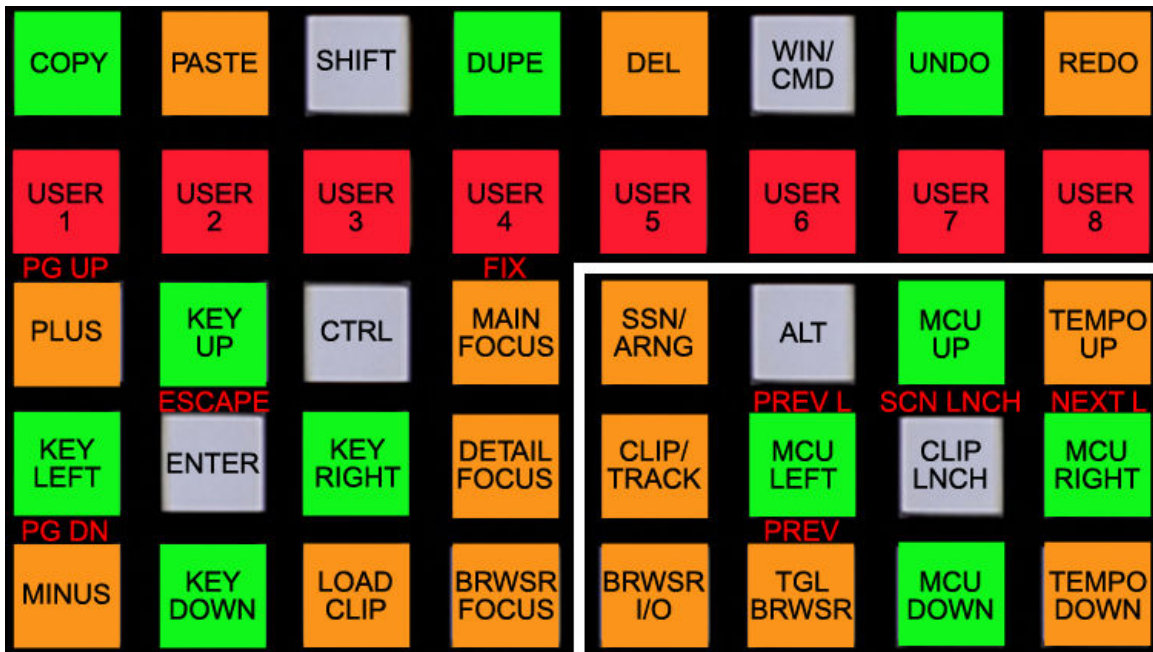 COPY PASTE SHIFT DUPE DEL WIN/
CMD UNDO REDO
USER
1 USER
2 USER
3 USER
4 USER
5 USER
6 USER
7 USER
8
PG UP FIX
PLUS KEY
UP CTRL MAIN
FOCUS SSN/
ARNG ALT MCU
UP TEMPO
UP
ESCAPE PREV L SCN LNCH NEXT L
KEY
LEFT ENTER KEY
RIGHT DETAIL
FOCUS CLIP/
TRACK MCU
LEFT CLIP
LNCH MCU
RIGHT
PG DN PREV
MINUS KEY
DOWN LOAD
CLIP BRWSR
FOCUS BRWSR
I/O TGL
BRWSR MCU
DOWN TEMPO
DOWN